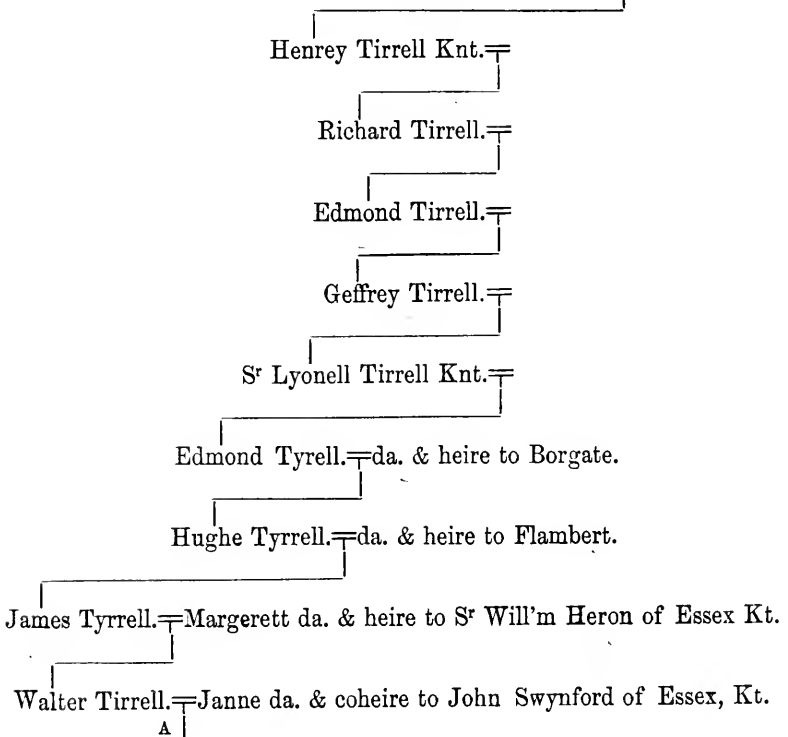 Henrey Tirrell Knt.
Richard Tirrell.
Edmond Tirrell.
Geffrey Tirrell.
Sr Lyonell Tirrell Knt.
Edmond Tyrell. da. & heire to Borgate.
Hughe Tyrrell. da. & heire to Flambert.
James Tyrrell. Margerett da. & heire to Sr Will'm Heron of Essex Kt.
Walter Tirrell. Janne da. & coheire to John Swynford of Essex, Kt.
A